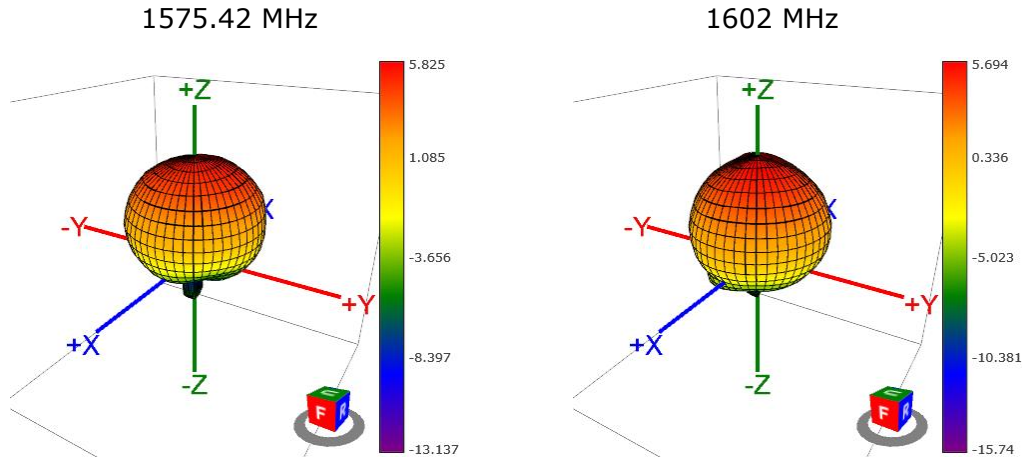 1575.42 MHz
1602 MHz
+Z
5.825
1.085
-3.656
-8.397
-13.137
-Y
X
+Y
+X
-Z
F
R
+Z
5.694
0.336
-5.023
-10.381
-15.74
-Y
X
+Y
+X
-Z
F
R